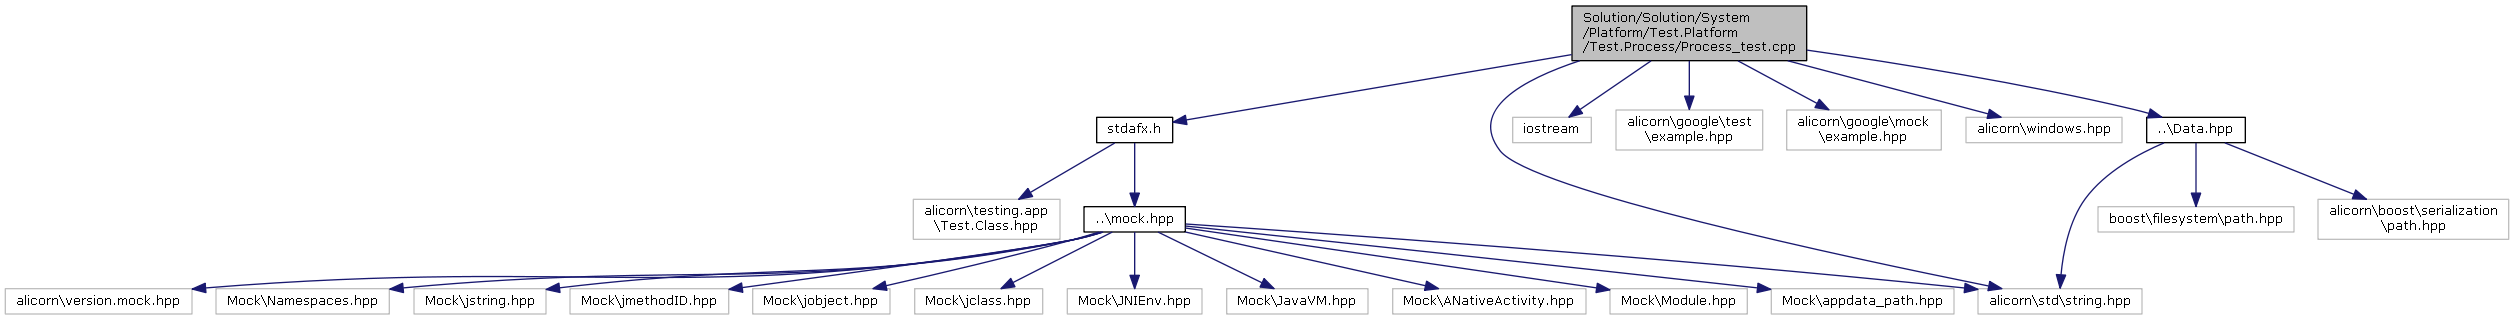 Solution/Solution/System
/Platform/Test.Platform
/Test.Process/Process_test.cpp
stdafx.h
iostream
alicorn\google\test
\example.hpp
alicorn\google\mock
\example.hpp
alicorn\windows.hpp
..\Data.hpp
alicorn\testing.app
\Test.Class.hpp
..\mock.hpp
boost\filesystem\path.hpp
alicorn\boost\serialization
\path.hpp
alicorn\version.mock.hpp
Mock\Namespaces.hpp
Mock\jstring.hpp
Mock\jmethodID.hpp
Mock\jobject.hpp
Mock\jclass.hpp
Mock\JNIEnv.hpp
Mock\JavaVM.hpp
Mock\ANativeActivity.hpp
Mock\Module.hpp
Mock\appdata_path.hpp
alicorn\std\string.hpp